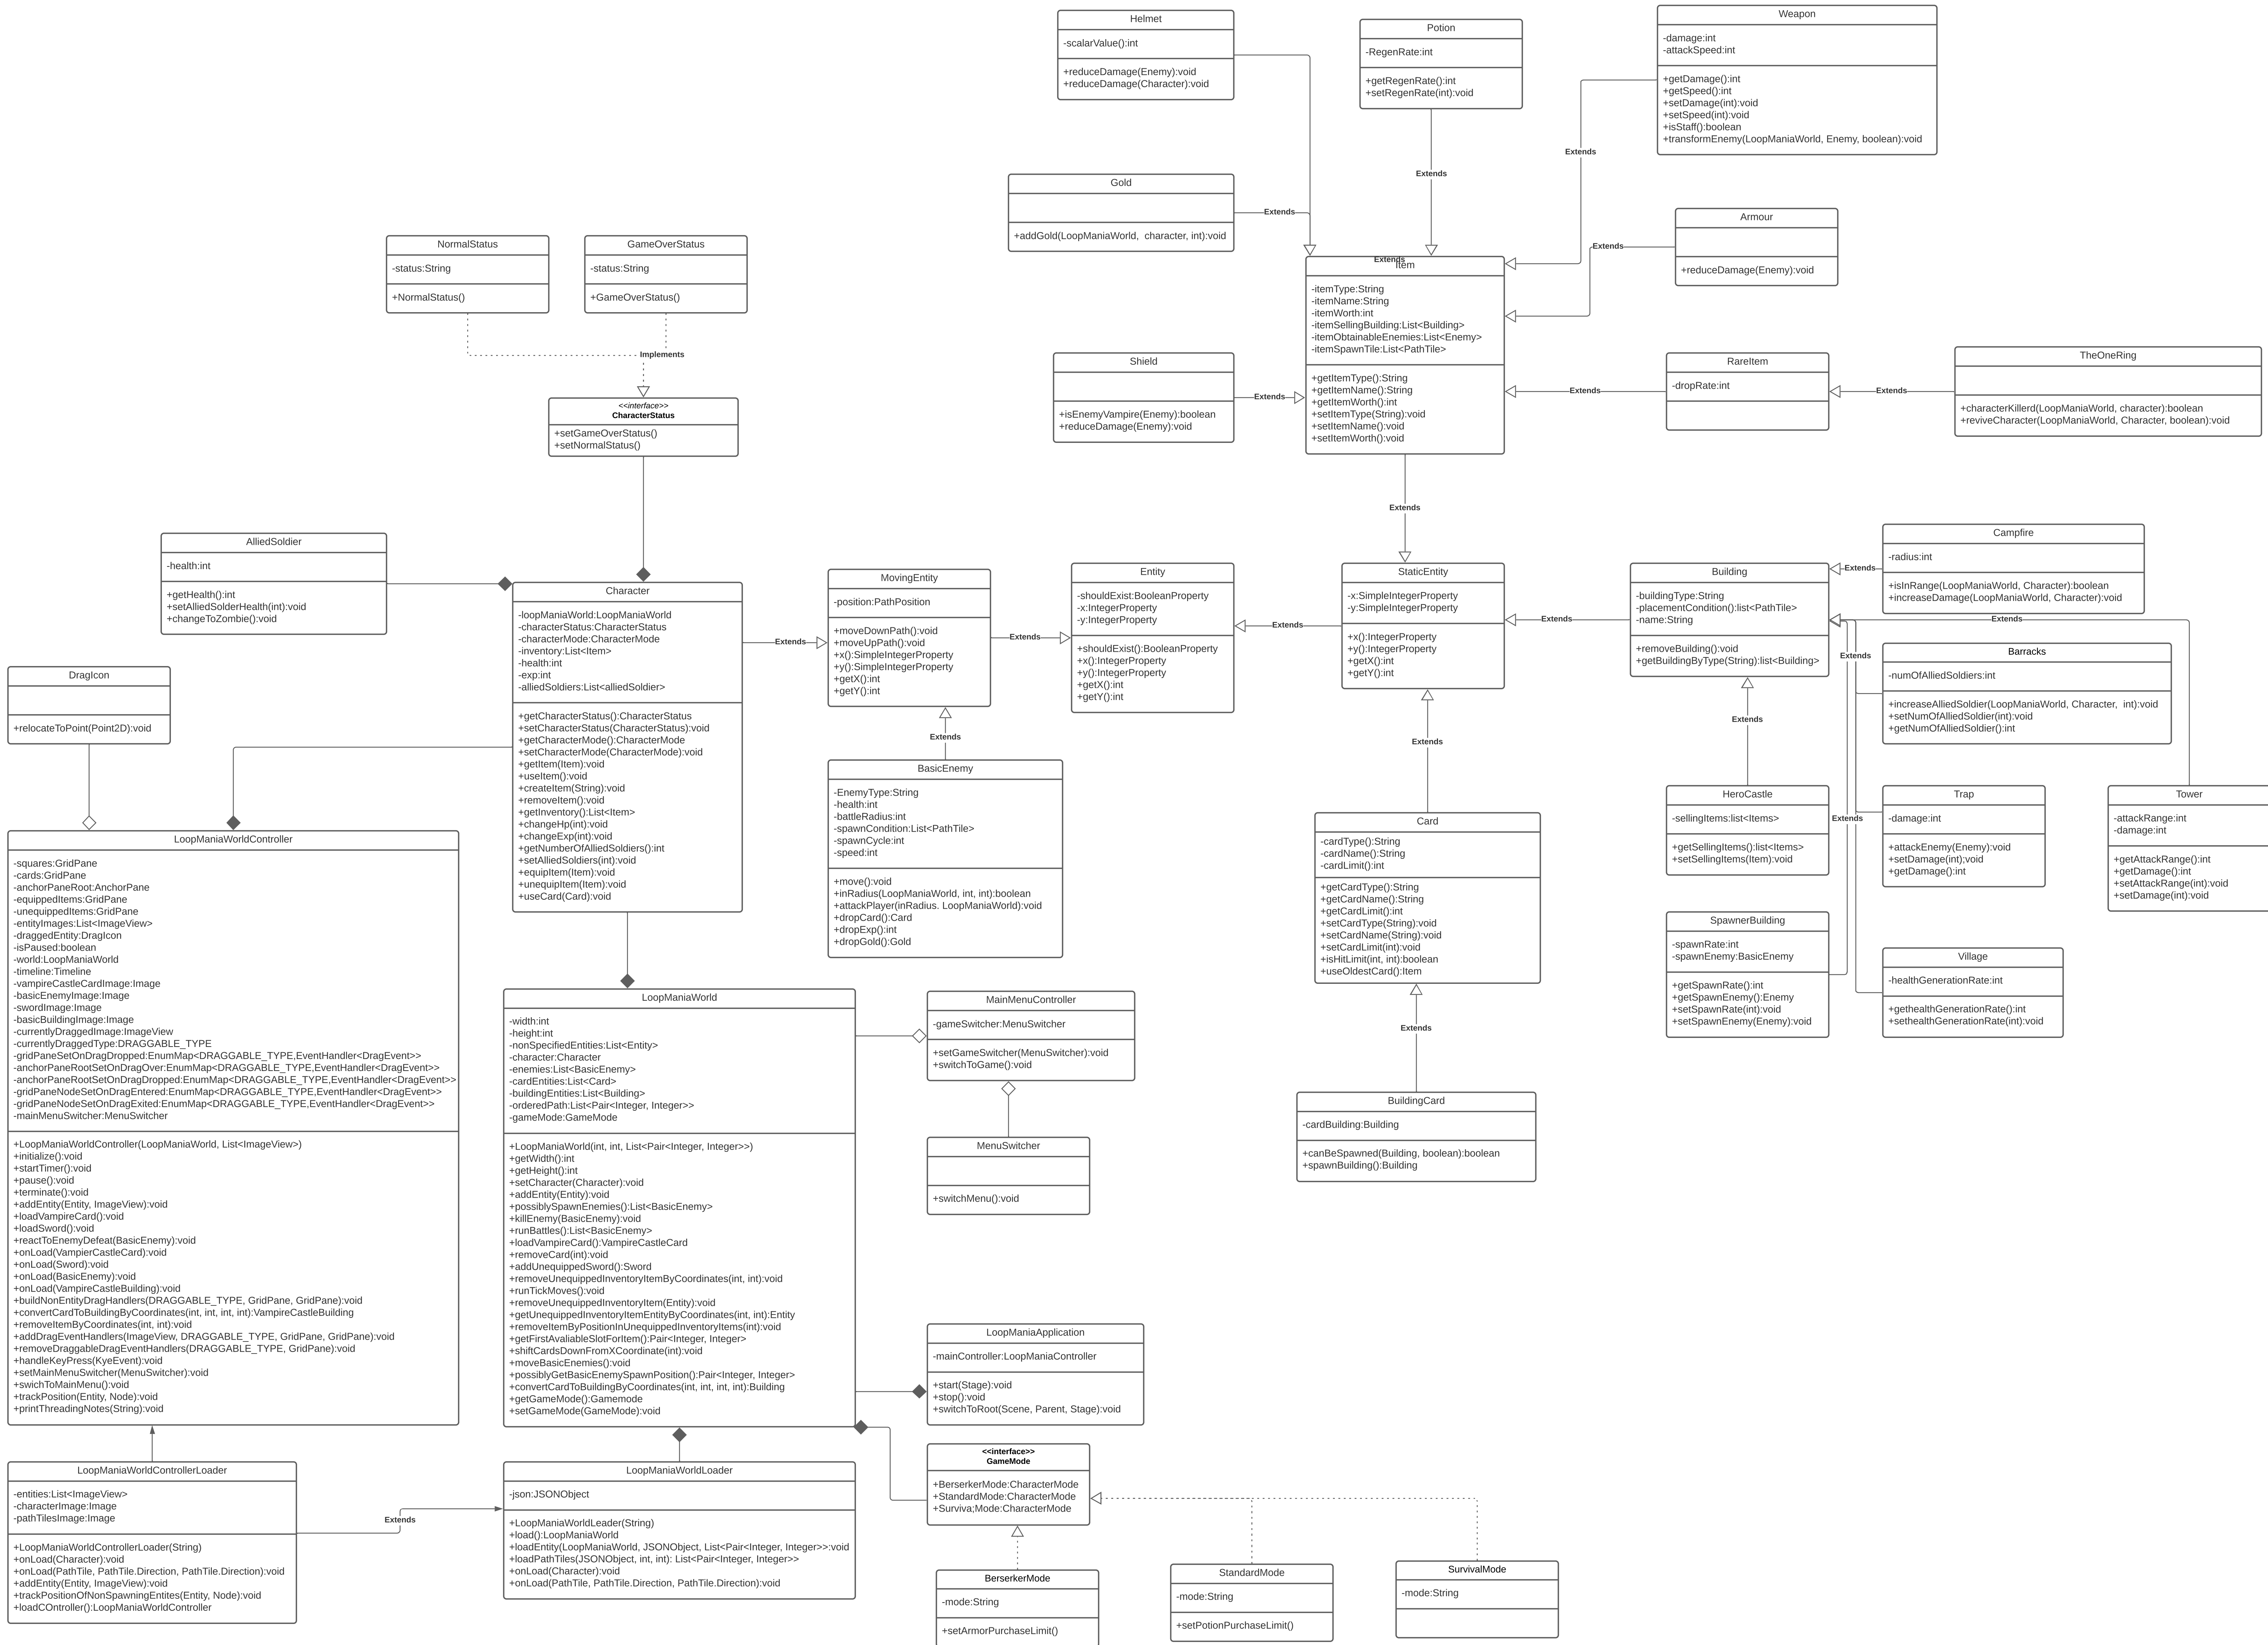 Helmet
-scalarValue():int
+reduceDamage(Enemy):void
+reduceDamage(Character):void
Potion
-RegenRate:int
+getRegenRate():int
+setRegenRate(int):void
Weapon
-damage:int
-attackSpeed:int
+getDamage():int
+getSpeed():int
+setDamage(int):void
+setSpeed(int):void
+isStaff():boolean
+transformEnemy(LoopManiaWorld, Enemy, boolean):void
Extends
Extends
Gold
+addGold(LoopManiaWorld,  character, int):void
Extends
Armour
+reduceDamage(Enemy):void
Extends
NormalStatus
-status:String
+NormalStatus()
GameOverStatus
-status:String
+GameOverStatus()
Implements
<<interface>>
CharacterStatus
+setGameOverStatus()
+setNormalStatus()
Extends
Item
-itemType:String
-itemName:String
-itemWorth:int
-itemSellingBuilding:List<Building>
-itemObtainableEnemies:List<Enemy>
-itemSpawnTile:List<PathTile>
+getItemType():String
+getItemName():String
+getItemWorth():int
+setItemType(String):void
+setItemName():void
+setItemWorth():void
Shield
+isEnemyVampire(Enemy):boolean
+reduceDamage(Enemy):void
Extends
RareItem
-dropRate:int
Extends
TheOneRing
+characterKillerd(LoopManiaWorld, character):boolean
+reviveCharacter(LoopManiaWorld, Character, boolean):void
Extends
Extends
AlliedSoldier
-health:int
+getHealth():int
+setAlliedSolderHealth(int):void
+changeToZombie():void
Character
-loopManiaWorld:LoopManiaWorld
-characterStatus:CharacterStatus
-characterMode:CharacterMode
-inventory:List<Item>
-health:int
-exp:int
-alliedSoldiers:List<alliedSoldier>
+getCharacterStatus():CharacterStatus
+setCharacterStatus(CharacterStatus):void
+getCharacterMode():CharacterMode
+setCharacterMode(CharacterMode):void
+getItem(Item):void
+useItem():void
+createItem(String):void
+removeItem():void
+getInventory():List<Item>
+changeHp(int):void
+changeExp(int):void
+getNumberOfAlliedSoldiers():int
+setAlliedSoldiers(int):void
+equipItem(Item):void
+unequipItem(Item):void
+useCard(Card):void
Extends
MovingEntity
-position:PathPosition
+moveDownPath():void
+moveUpPath():void
+x():SimpleIntegerProperty
+y():SimpleIntegerProperty
+getX():int
+getY():int
Extends
Entity
-shouldExist:BooleanProperty
-x:IntegerProperty
-y:IntegerProperty
+shouldExist():BooleanProperty
+x():IntegerProperty
+y():IntegerProperty
+getX():int
+getY():int
Extends
StaticEntity
-x:SimpleIntegerProperty
-y:SimpleIntegerProperty
+x():IntegerProperty
+y():IntegerProperty
+getX():int
+getY():int
Extends
Building
-buildingType:String
-placementCondition():list<PathTile>
-name:String
+removeBuilding():void
+getBuildingByType(String):list<Building>
Extends
Campfire
-radius:int
+isInRange(LoopManiaWorld, Character):boolean
+increaseDamage(LoopManiaWorld, Character):void
Extends
Extends
Barracks
-numOfAlliedSoldiers:int
+increaseAlliedSoldier(LoopManiaWorld, Character,  int):void
+setNumOfAlliedSoldier(int):void
+getNumOfAlliedSoldier():int
Extends
HeroCastle
-sellingItems:list<Items>
+getSellingItems():list<Items>
+setSellingItems(Item):void
Extends
Trap
-damage:int
+attackEnemy(Enemy):void
+setDamage(int);void
+getDamage():int
Tower
-attackRange:int
-damage:int
+getAttackRange():int
+getDamage():int
+setAttackRange(int):void
+setDamage(int):void
SpawnerBuilding
-spawnRate:int
-spawnEnemy:BasicEnemy
+getSpawnRate():int
+getSpawnEnemy():Enemy
+setSpawnRate(int):void
+setSpawnEnemy(Enemy):void
Village
-healthGenerationRate:int
+gethealthGenerationRate():int
+sethealthGenerationRate(int):void
DragIcon
+relocateToPoint(Point2D):void
Extends
BasicEnemy
-EnemyType:String
-health:int
-battleRadius:int
-spawnCondition:List<PathTile>
-spawnCycle:int
-speed:int
+move():void
+inRadius(LoopManiaWorld, int, int):boolean
+attackPlayer(inRadius. LoopManiaWorld):void
+dropCard():Card
+dropExp():int
+dropGold():Gold
Extends
Card
-cardType():String
-cardName():String
-cardLimit():int
+getCardType():String
+getCardName():String
+getCardLimit():int
+setCardType(String):void
+setCardName(String):void
+setCardLimit(int):void
+isHitLimit(int, int):boolean
+useOldestCard():Item
Extends
BuildingCard
-cardBuilding:Building
+canBeSpawned(Building, boolean):boolean
+spawnBuilding():Building
LoopManiaWorldController
-squares:GridPane
-cards:GridPane
-anchorPaneRoot:AnchorPane
-equippedItems:GridPane
-unequippedItems:GridPane
-entityImages:List<ImageView>
-draggedEntity:DragIcon
-isPaused:boolean
-world:LoopManiaWorld
-timeline:Timeline
-vampireCastleCardImage:Image
-basicEnemyImage:Image
-swordImage:Image
-basicBuildingImage:Image
-currentlyDraggedImage:ImageView
-currentlyDraggedType:DRAGGABLE_TYPE
-gridPaneSetOnDragDropped:EnumMap<DRAGGABLE_TYPE,EventHandler<DragEvent>>
-anchorPaneRootSetOnDragOver:EnumMap<DRAGGABLE_TYPE,EventHandler<DragEvent>>
-anchorPaneRootSetOnDragDropped:EnumMap<DRAGGABLE_TYPE,EventHandler<DragEvent>>
-gridPaneNodeSetOnDragEntered:EnumMap<DRAGGABLE_TYPE,EventHandler<DragEvent>>
-gridPaneNodeSetOnDragExited:EnumMap<DRAGGABLE_TYPE,EventHandler<DragEvent>>
-mainMenuSwitcher:MenuSwitcher
+LoopManiaWorldController(LoopManiaWorld, List<ImageView>)
+initialize():void
+startTimer():void
+pause():void
+terminate():void
+addEntity(Entity, ImageView):void
+loadVampireCard():void
+loadSword():void
+reactToEnemyDefeat(BasicEnemy):void
+onLoad(VampierCastleCard):void
+onLoad(Sword):void
+onLoad(BasicEnemy):void
+onLoad(VampireCastleBuilding):void
+buildNonEntityDragHandlers(DRAGGABLE_TYPE, GridPane, GridPane):void
+convertCardToBuildingByCoordinates(int, int, int, int):VampireCastleBuilding
+removeItemByCoordinates(int, int):void
+addDragEventHandlers(ImageView, DRAGGABLE_TYPE, GridPane, GridPane):void
+removeDraggableDragEventHandlers(DRAGGABLE_TYPE, GridPane):void
+handleKeyPress(KyeEvent):void
+setMainMenuSwitcher(MenuSwitcher):void
+swichToMainMenu():void
+trackPosition(Entity, Node):void
+printThreadingNotes(String):void
LoopManiaWorld
-width:int
-height:int
-nonSpecifiedEntities:List<Entity>
-character:Character
-enemies:List<BasicEnemy>
-cardEntities:List<Card>
-buildingEntities:List<Building>
-orderedPath:List<Pair<Integer, Integer>>
-gameMode:GameMode
+LoopManiaWorld(int, int, List<Pair<Integer, Integer>>)
+getWidth():int
+getHeight():int
+setCharacter(Character):void
+addEntity(Entity):void
+possiblySpawnEnemies():List<BasicEnemy>
+killEnemy(BasicEnemy):void
+runBattles():List<BasicEnemy>
+loadVampireCard():VampireCastleCard
+removeCard(int):void
+addUnequippedSword():Sword
+removeUnequippedInventoryItemByCoordinates(int, int):void
+runTickMoves():void
+removeUnequippedInventoryItem(Entity):void
+getUnequippedInventoryItemEntityByCoordinates(int, int):Entity
+removeItemByPositionInUnequippedInventoryItems(int):void
+getFirstAvaliableSlotForItem():Pair<Integer, Integer>
+shiftCardsDownFromXCoordinate(int):void
+moveBasicEnemies():void
+possiblyGetBasicEnemySpawnPosition():Pair<Integer, Integer>
+convertCardToBuildingByCoordinates(int, int, int, int):Building
+getGameMode():Gamemode
+setGameMode(GameMode):void
MainMenuController
-gameSwitcher:MenuSwitcher
+setGameSwitcher(MenuSwitcher):void
+switchToGame():void
MenuSwitcher
+switchMenu():void
LoopManiaApplication
-mainController:LoopManiaController
+start(Stage):void
+stop():void
+switchToRoot(Scene, Parent, Stage):void
<<interface>>
GameMode
+BerserkerMode:CharacterMode
+StandardMode:CharacterMode
+Surviva;Mode:CharacterMode
LoopManiaWorldControllerLoader
-entities:List<ImageView>
-characterImage:Image
-pathTilesImage:Image
+LoopManiaWorldControllerLoader(String)
+onLoad(Character):void
+onLoad(PathTile, PathTile.Direction, PathTile.Direction):void
+addEntity(Entity, ImageView):void
+trackPositionOfNonSpawningEntites(Entity, Node):void
+loadCOntroller():LoopManiaWorldController
Extends
LoopManiaWorldLoader
-json:JSONObject
+LoopManiaWorldLeader(String)
+load():LoopManiaWorld
+loadEntity(LoopManiaWorld, JSONObject, List<Pair<Integer, Integer>>:void
+loadPathTiles(JSONObject, int, int): List<Pair<Integer, Integer>>
+onLoad(Character):void
+onLoad(PathTile, PathTile.Direction, PathTile.Direction):void
BerserkerMode
-mode:String
+setArmorPurchaseLimit()
StandardMode
-mode:String
+setPotionPurchaseLimit()
SurvivalMode
-mode:String